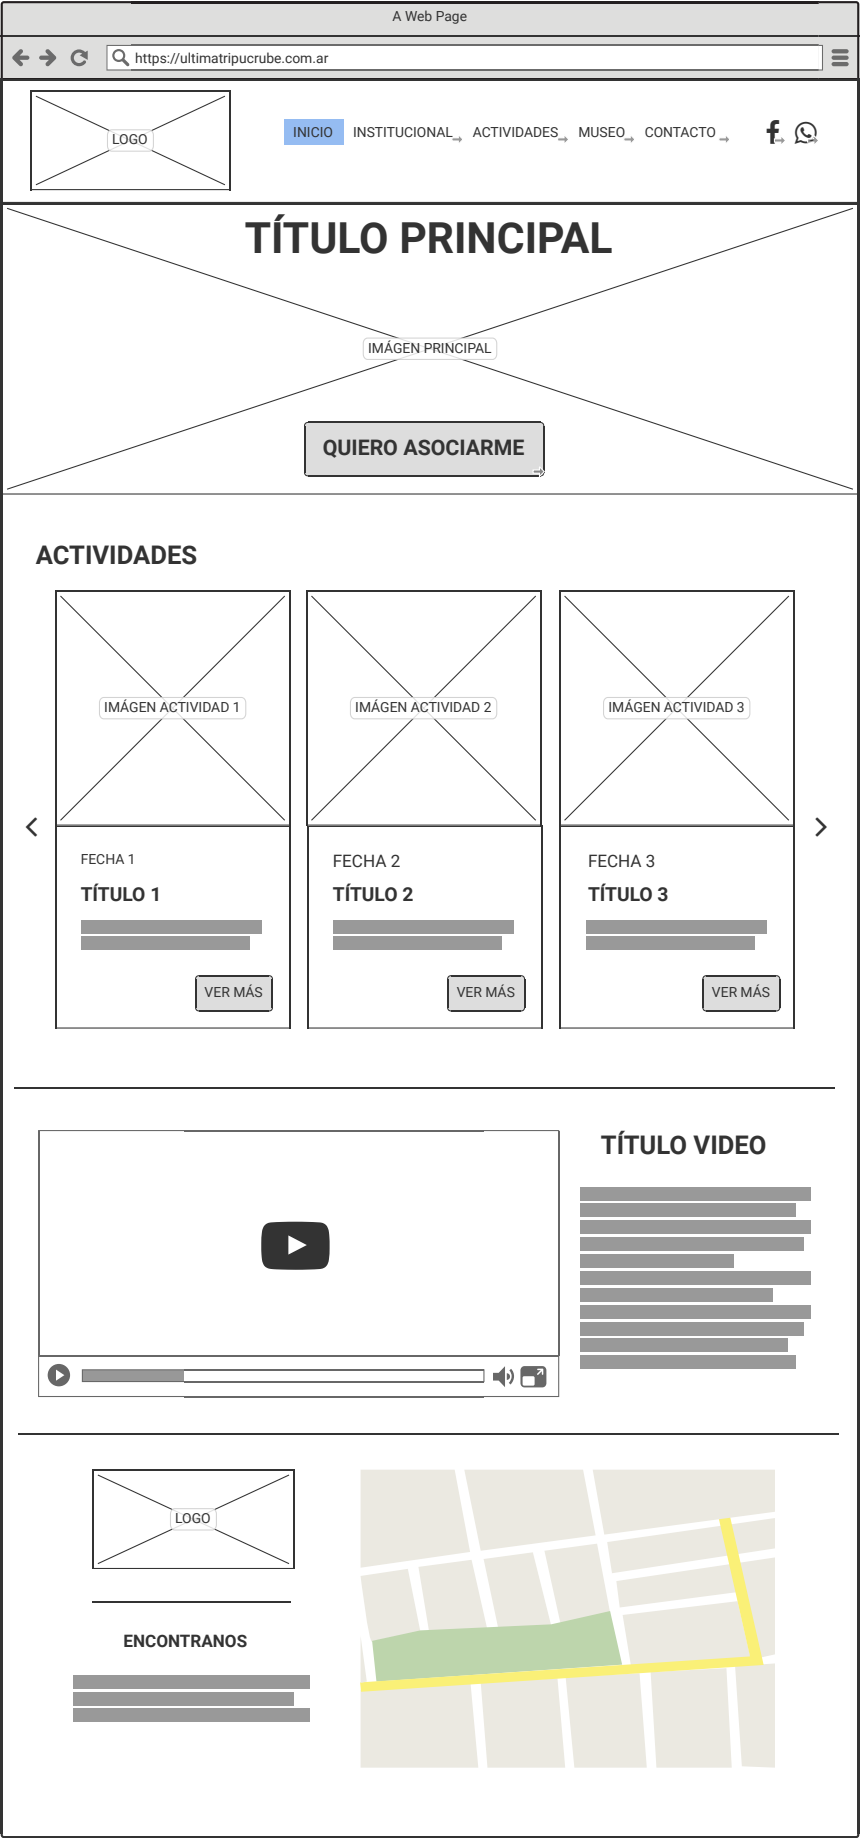 A Web Page
https://ultimatripucrube.com.ar
LOGO
INICIO INSTITUCIONAL ACTIVIDADES MUSEO CONTACTO
TÍTULO PRINCIPAL
IMÁGEN PRINCIPAL
QUIERO ASOCIARME
ACTIVIDADES
IMÁGEN ACTIVIDAD 1
IMÁGEN ACTIVIDAD 2
IMÁGEN ACTIVIDAD 3
FECHA 1
TÍTULO 1
VER MÁS
FECHA 2
TÍTULO 2
VER MÁS
FECHA 3
TÍTULO 3
VER MÁS
TÍTULO VIDEO
LOGO
ENCONTRANOS